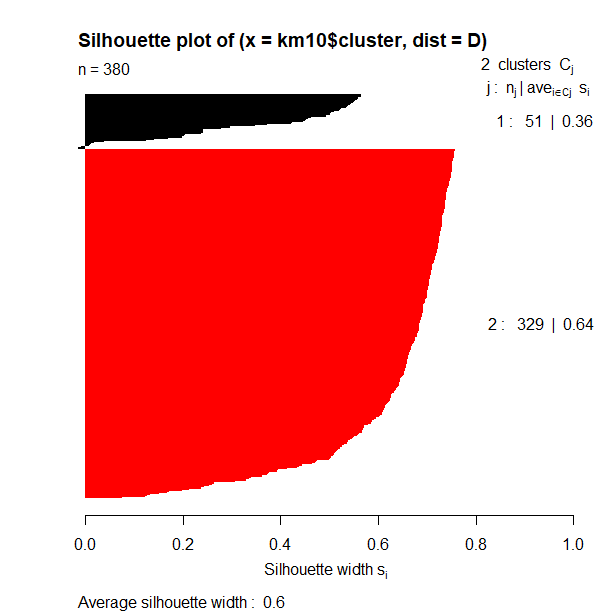 Silhouette plot of (x = km10$cluster, dist = D)
n = 380
2 clusters Cj
j : nj | avei∈Cj si
1 : 51 | 0.36
2 : 329 | 0.64
0.0 0.2 0.4 0.6 0.8 1.0
Silhouette width si
Average silhouette width : 0.6